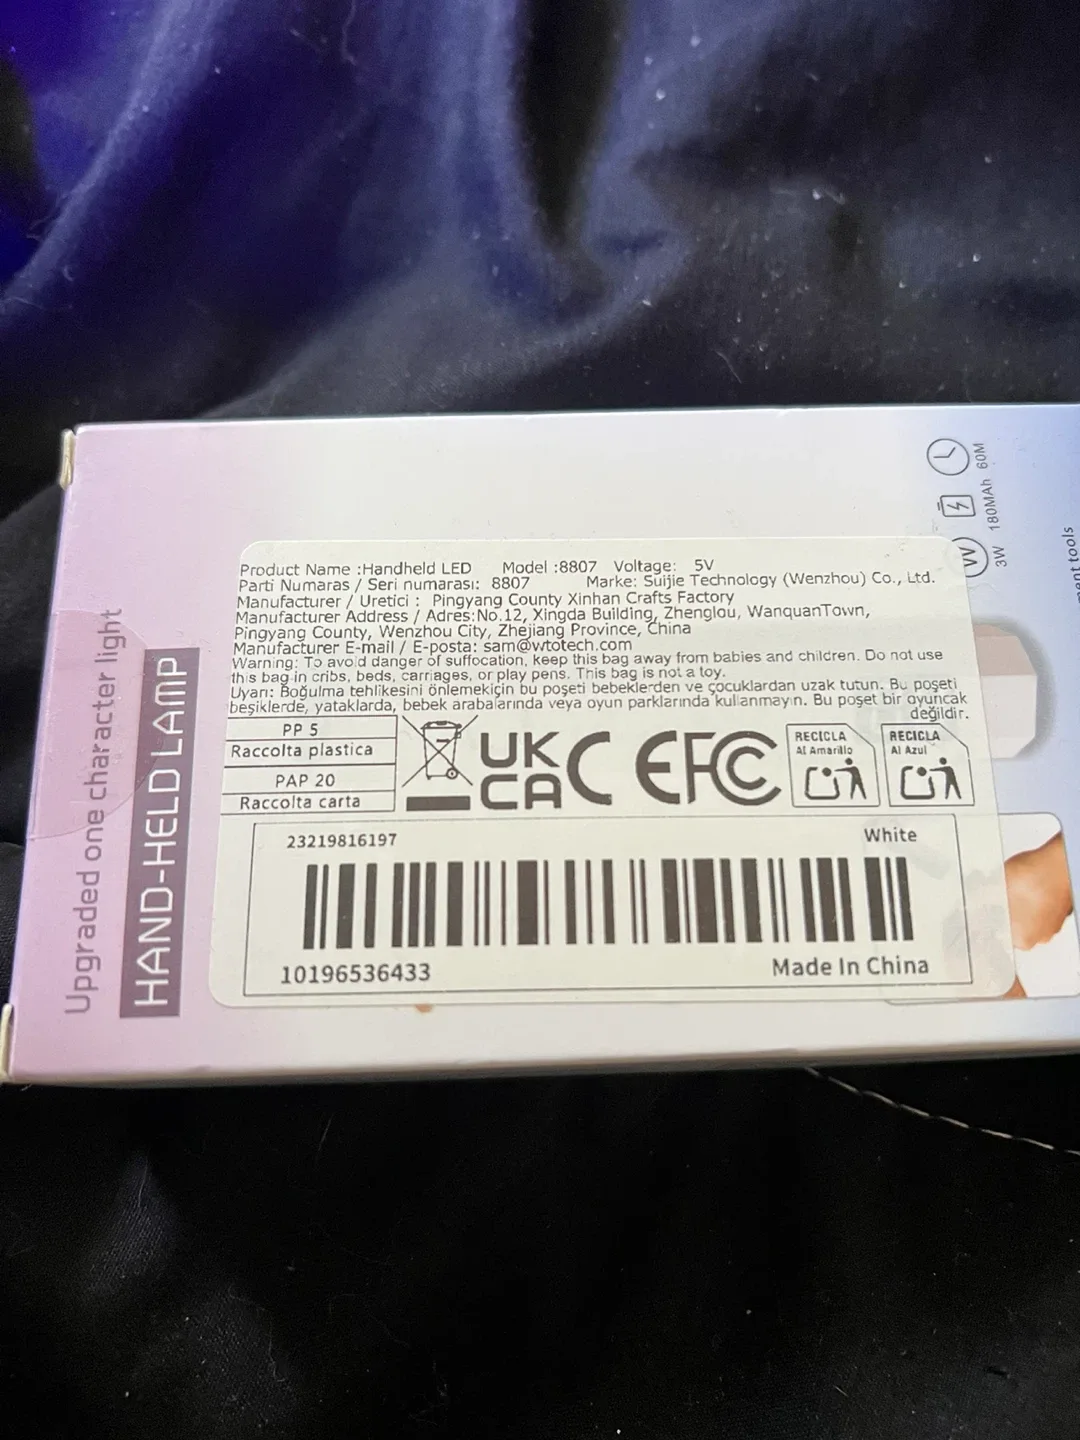 Product Name :Handheld LED Model :8807 Voltage: 5V
Parti Numaras / Seri numarası: 8807 Marke: Suijie Technology (Wenzhou) Co., Ltd.
Manufacturer / Uretici : Pingyang County Xinhan Crafts Factory
Manufacturer Address / Adres:No.12, Xingda Building, Zhenglou, WanquanTown,
Pingyang County, Wenzhou City, Zhejiang Province, China
Manufacturer E-mail / E-posta: sam@wtotech.com
Warning: To avoid danger of suffocation, keep this bag away from babies and children. Do not use
this bag in cribs, beds, carriages, or play pens. This bag is not a toy.
Uyarı: Boğulma tehlikesini önlemekiçin bu poşeti bebeklerden ve çocuklardan uzak tutun. Bu poşeti
beşiklerde, yataklarda, bebek arabalarında veya oyun parklarında kullanmayın. Bu poşet bir oyuncak
değildir.
PP 5
Raccolta plastica
PAP 20
Raccolta carta
UK
CA
CE
FC
RECICLA
Al Amarillo
RECICLA
Al Azul
23219816197
White
10196536433
Made In China
Upgraded one character light
HAND-HELD LAMP
W
3W 180MAh 60M
tools